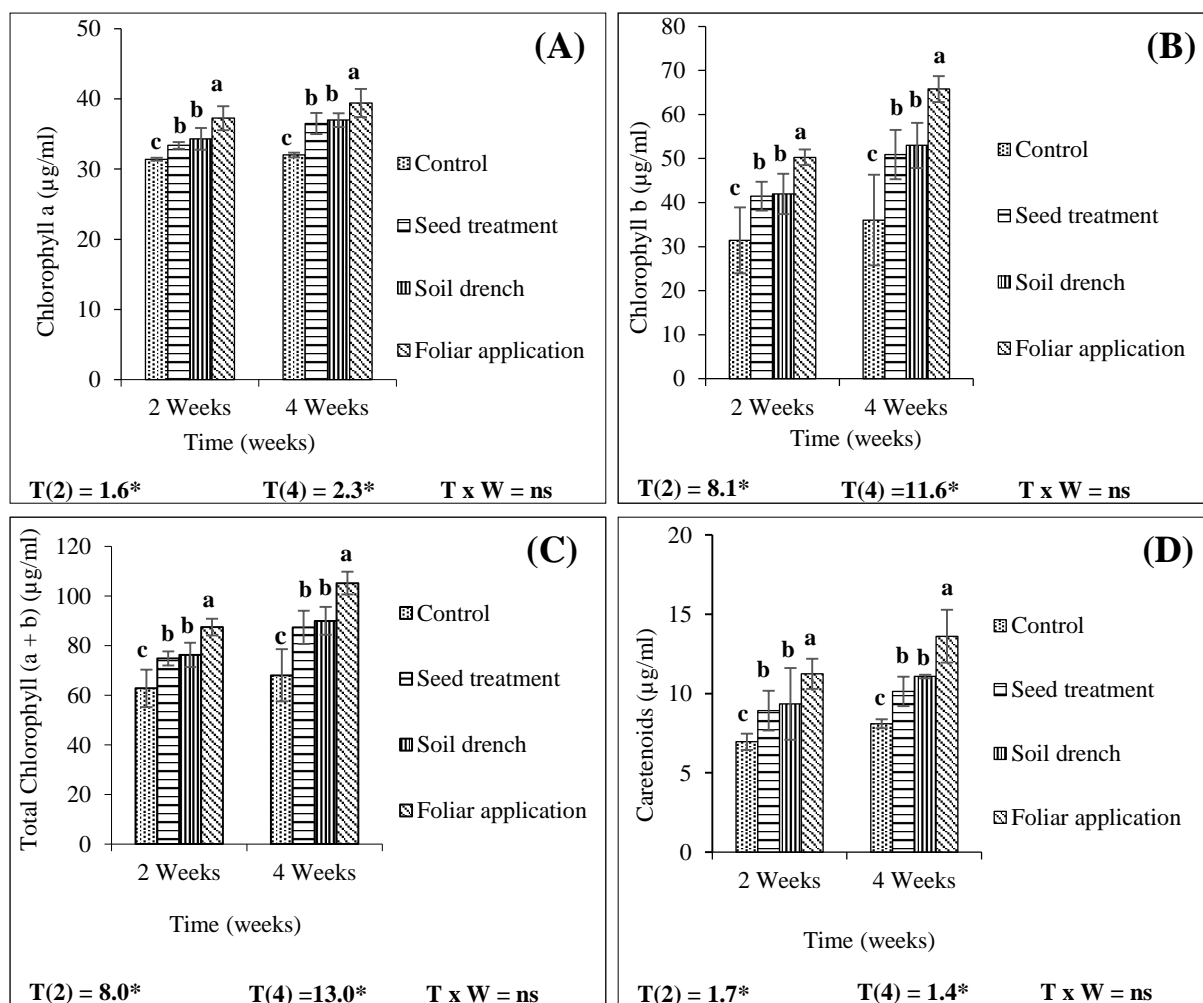 (A)
Chlorophyll a (µg/ml)
50
40
30
20
10
0
c
b
b
a
c
b
b
a
Control
Seed treatment
Soil drench
Foliar application
2 Weeks
4 Weeks
Time (weeks)
T(2) = 1.6* T(4) = 2.3* T x W = ns
(B)
Chlorophyll b (µg/ml)
80
70
60
50
40
30
20
10
0
c
b
b
a
c
b
b
a
Control
Seed treatment
Soil drench
Foliar application
2 Weeks
4 Weeks
Time (weeks)
T(2) = 8.1* T(4) =11.6* T x W = ns
(C)
Total Chlorophyll (a + b) (µg/ml)
120
100
80
60
40
20
0
c
b
b
a
c
b
b
a
Control
Seed treatment
Soil drench
Foliar application
2 Weeks
4 Weeks
Time (weeks)
T(2) = 8.0* T(4) =13.0* T x W = ns
(D)
Caretenoids (µg/ml)
20
15
10
5
0
c
b
b
a
c
b
b
a
Control
Seed treatment
Soil drench
Foliar application
2 Weeks
4 Weeks
Time (weeks)
T(2) = 1.7* T(4) = 1.4* T x W = ns